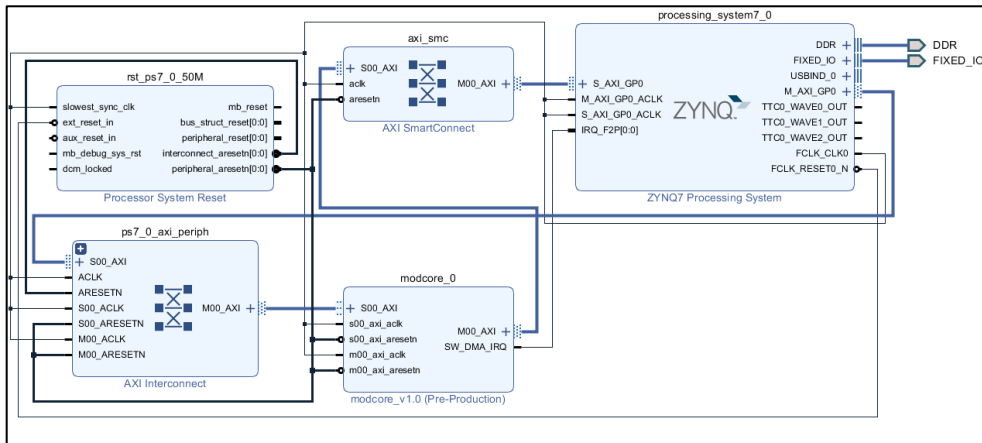 processing_system7_0
DDR
FIXED_IO
USBIND_0
M_AXI_GP0
TTC0_WAVE0_OUT
TTC0_WAVE1_OUT
TTC0_WAVE2_OUT
FCLK_CLK0
FCLK_RESET0_N
S_AXI_GP0
M_AXI_GP0_ACLK
S_AXI_GP0_ACLK
IRQ_F2P[0:0]
ZYNQ
ZYNQ7 Processing System
DDR
FIXED_IO
axi_smc
S00_AXI
aclk
aresetn
M00_AXI
AXI SmartConnect
rst_ps7_0_50M
slowest_sync_clk
ext_reset_in
aux_reset_in
mb_debug_sys_rst
dcm_locked
mb_reset
bus_struct_reset[0:0]
peripheral_reset[0:0]
interconnect_aresetn[0:0]
peripheral_aresetn[0:0]
Processor System Reset
ps7_0_axi_periph
S00_AXI
ACLK
ARESETN
S00_ACLK
S00_ARESETN
M00_ACLK
M00_ARESETN
M00_AXI
AXI Interconnect
modcore_0
S00_AXI
s00_axi_aclk
s00_axi_aresetn
m00_axi_aclk
m00_axi_aresetn
M00_AXI
SW_DMA_IRQ
modcore_v1.0 (Pre-Production)